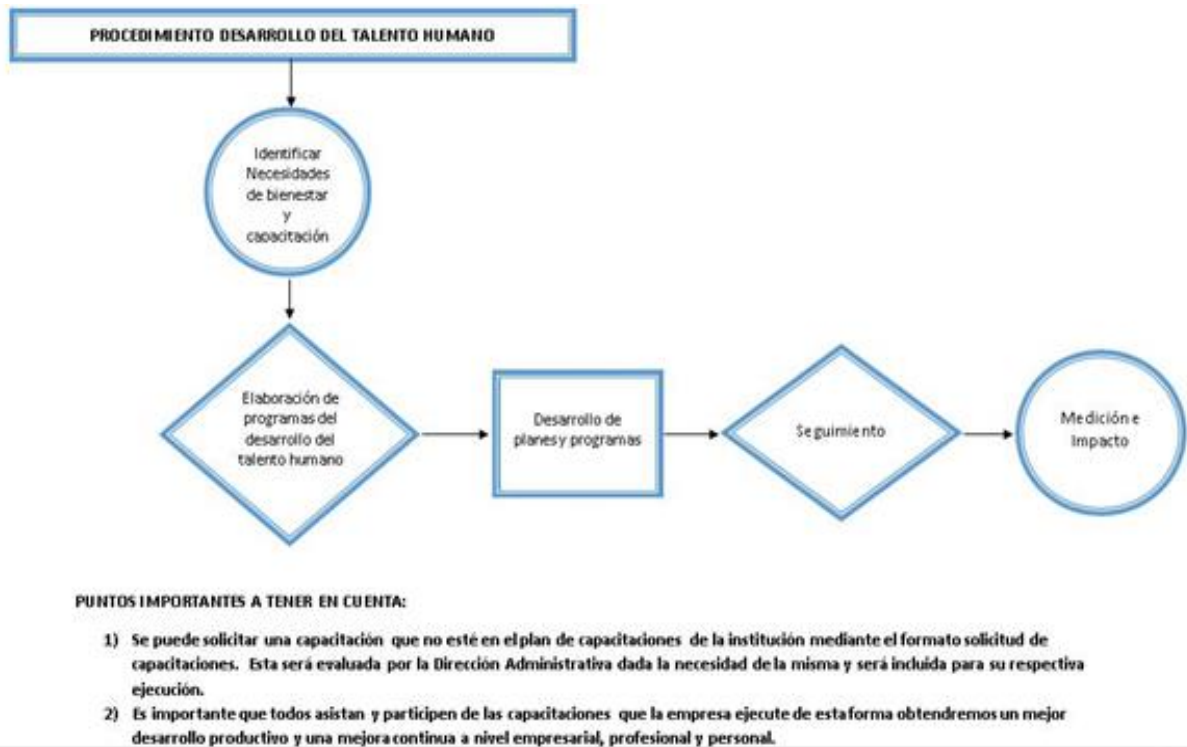 PROCEDIMIENTO DESARROLLO DEL TALENTO HUMANO
Identificar
Necesidades
de bienestar
y
capacitación
Elaboración de
programas del
desarrollo del
talento humano
Desarrollo de
planes y programas
Seguimiento
Medición e
Impacto
PUNTOS IMPORTANTES A TENER EN CUENTA:
1) Se puede solicitar una capacitación que no esté en el plan de capacitaciones de la institución mediante el formato solicitud de
capacitaciones. Esta será evaluada por la Dirección Administrativa dada la necesidad de la misma y será incluida para su respectiva
ejecución.
2) Es importante que todos asistan y participen de las capacitaciones que la empresa ejecute de esta forma obtendremos un mejor
desarrollo productivo y una mejora continua a nivel empresarial, profesional y personal.